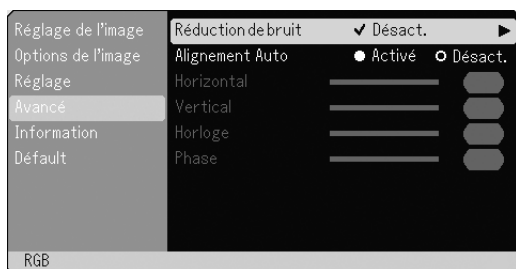 Réglage de l'image
Options de l'image
Réglage
Avancé
Information
Défault
Réduction de bruit ✔ Désact. ▶
Alignement Auto ● Activé ○ Désact.
Horizontal
Vertical
Horloge
Phase
RGB